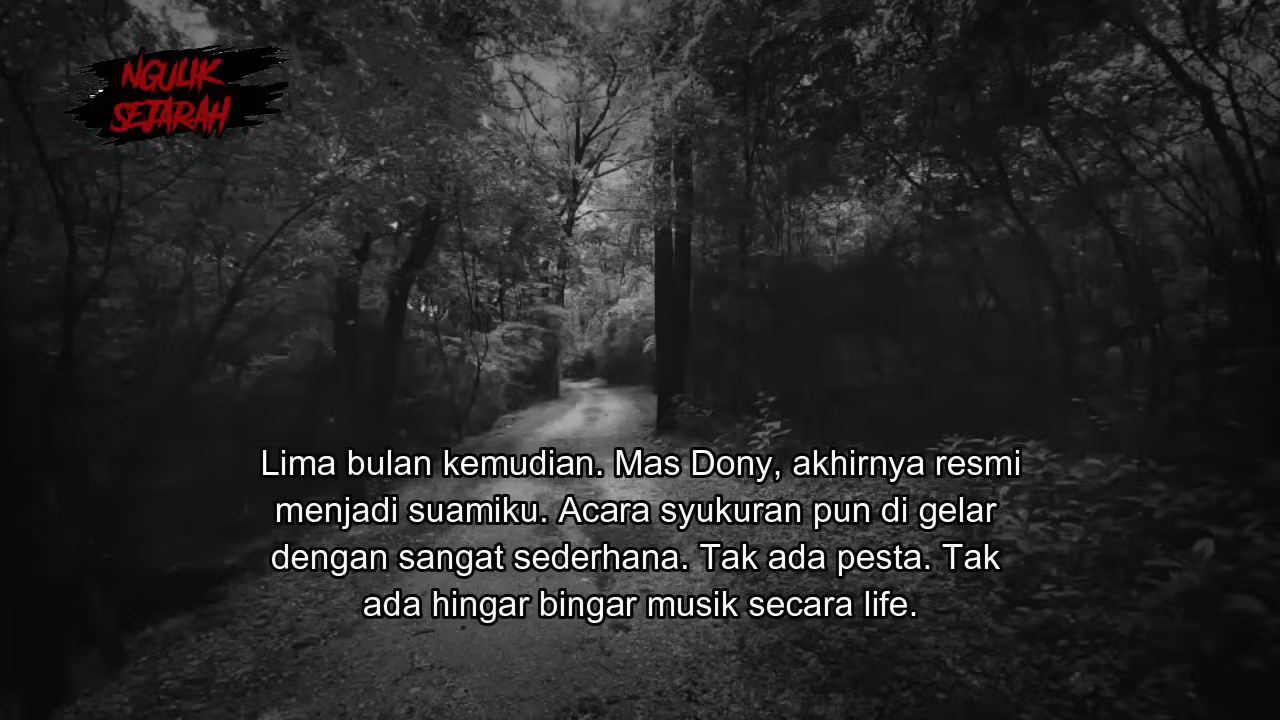 NGULIK
SEJARAH
Lima bulan kemudian. Mas Dony, akhirnya resmi
menjadi suamiku. Acara syukuran pun di gelar
dengan sangat sederhana. Tak ada pesta. Tak
ada hingar bingar musik secara life.